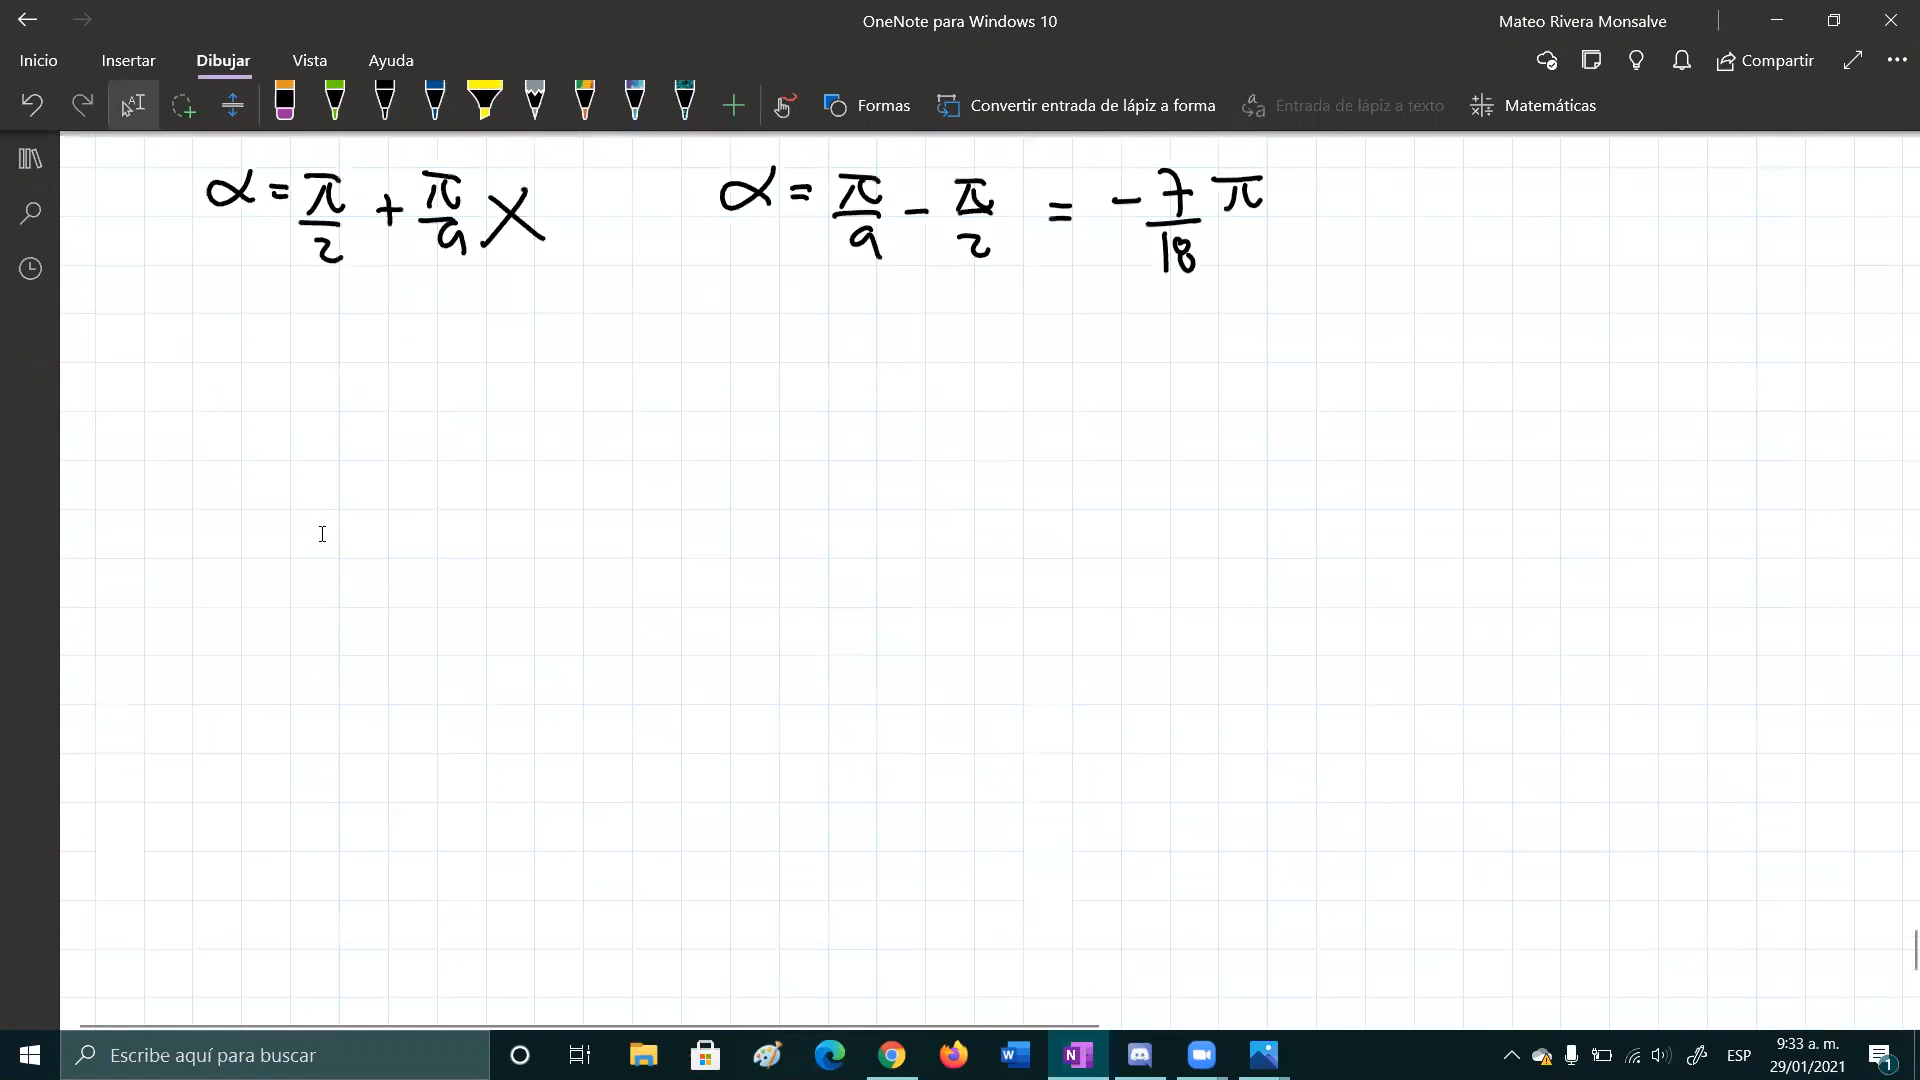 OneNote para Windows 10
Mateo Rivera Monsalve
Inicio Insertar Dibujar Vista Ayuda
Compartir
Formas Convertir entrada de lápiz a forma Entrada de lápiz a texto Matemáticas
α = π/2 + π/9 X α = π/9 − π/2 = −7/18 π
Escribe aquí para buscar
ESP
9:33 a. m.
29/01/2021
1